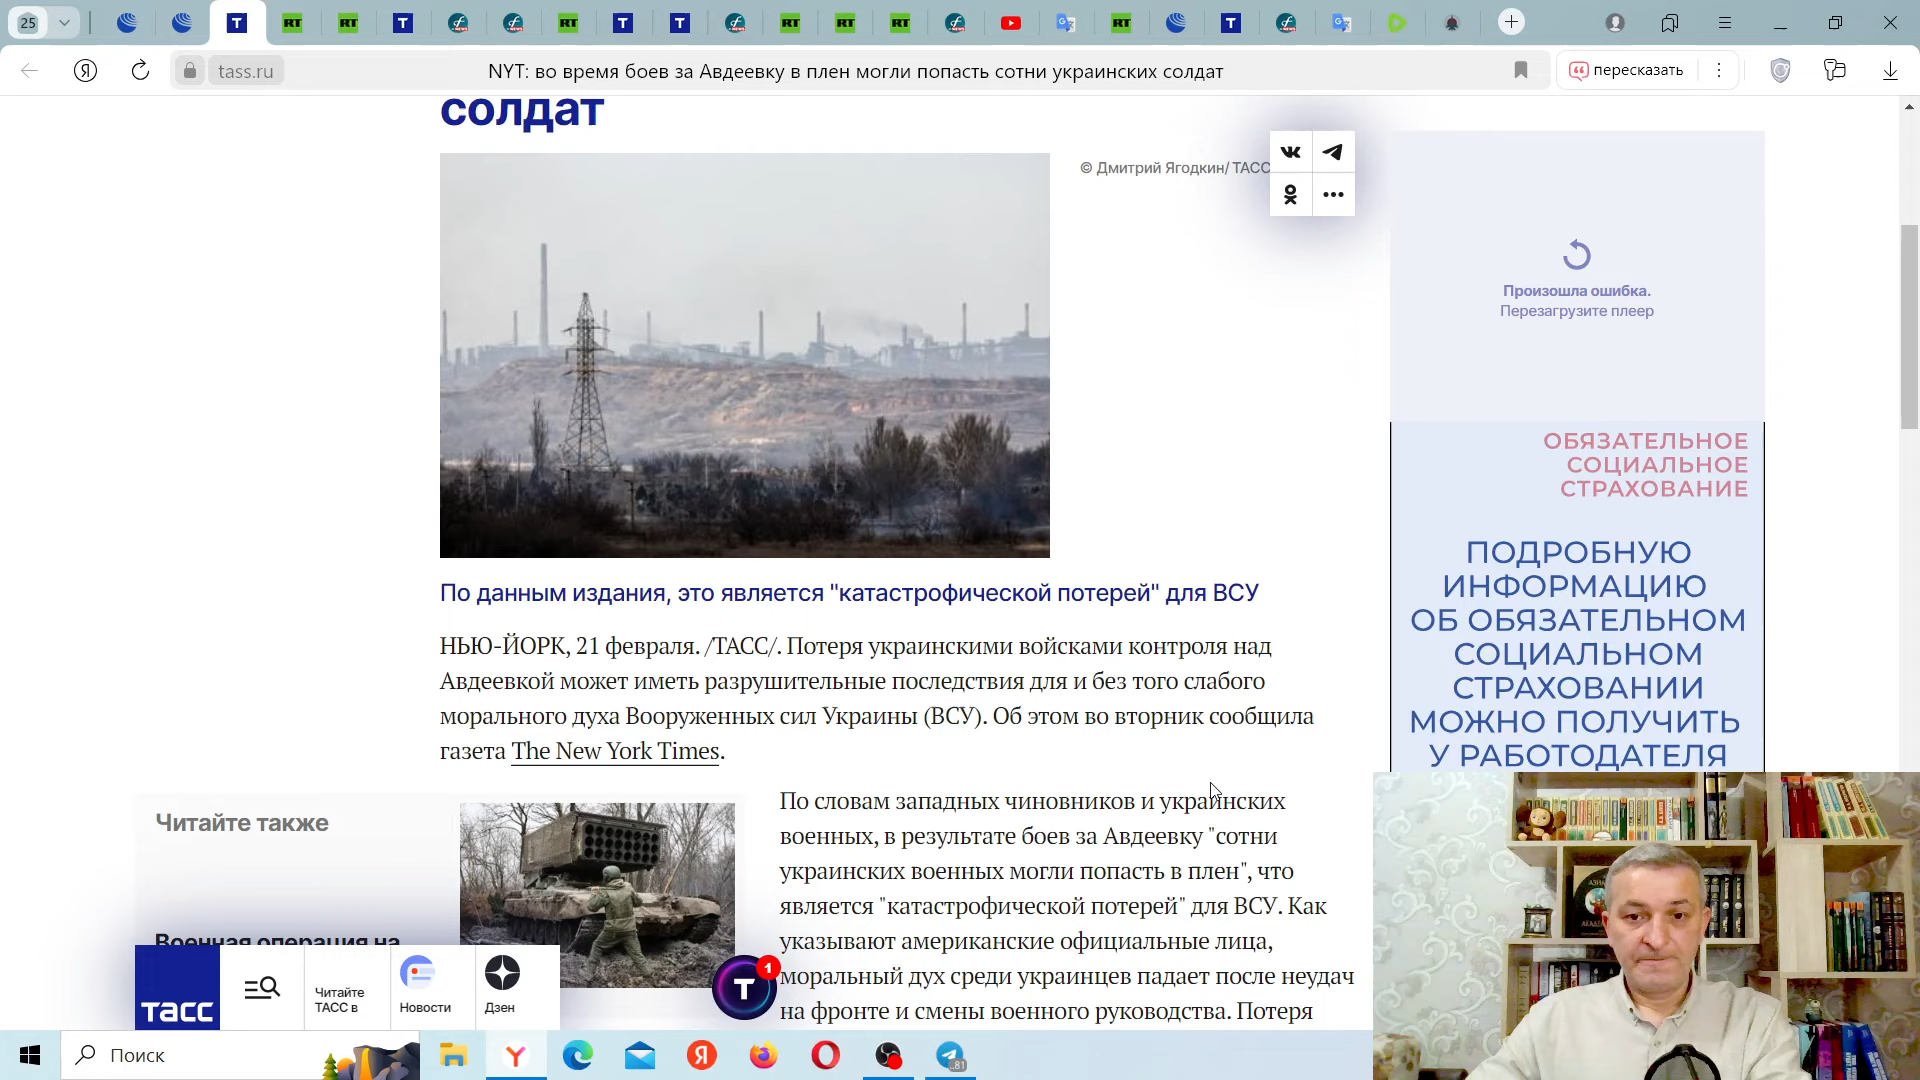 25
tass.ru
NYT: во время боев за Авдеевку в плен могли попасть сотни украинских солдат
пересказать
солдат
© Дмитрий Ягодкин/ ТАСС
Произошла ошибка.
Перезагрузите плеер
ОБЯЗАТЕЛЬНОЕ
СОЦИАЛЬНОЕ
СТРАХОВАНИЕ
ПОДРОБНУЮ
ИНФОРМАЦИЮ
ОБ ОБЯЗАТЕЛЬНОМ
СОЦИАЛЬНОМ
СТРАХОВАНИИ
МОЖНО ПОЛУЧИТЬ
У РАБОТОДАТЕЛЯ
По данным издания, это является "катастрофической потерей" для ВСУ
НЬЮ-ЙОРК, 21 февраля. /ТАСС/. Потеря украинскими войсками контроля над
Авдеевкой может иметь разрушительные последствия для и без того слабого
морального духа Вооруженных сил Украины (ВСУ). Об этом во вторник сообщила
газета The New York Times.
Читайте также
Военная операция на
По словам западных чиновников и украинских
военных, в результате боев за Авдеевку "сотни
украинских военных могли попасть в плен", что
является "катастрофической потерей" для ВСУ. Как
указывают американские официальные лица,
моральный дух среди украинцев падает после неудач
на фронте и смены военного руководства. Потеря
ТАСС
Читайте
ТАСС в
Новости
Дзен
Т
1
Поиск
81